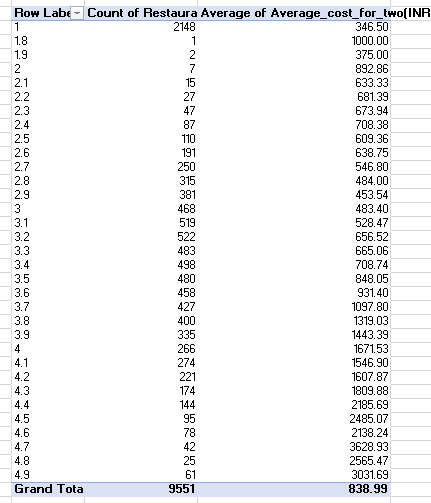 Row Labe Count of Restaura Average of Average_cost_for_two(INR
1 2148 346.50
1.8 1 1000.00
1.9 2 375.00
2 7 892.86
2.1 15 633.33
2.2 27 681.39
2.3 47 673.94
2.4 87 708.38
2.5 110 609.36
2.6 191 638.75
2.7 250 546.80
2.8 315 484.00
2.9 381 453.54
3 468 483.40
3.1 519 528.47
3.2 522 656.52
3.3 483 665.06
3.4 498 708.74
3.5 480 848.05
3.6 458 931.40
3.7 427 1097.80
3.8 400 1319.03
3.9 335 1443.39
4 266 1671.53
4.1 274 1546.90
4.2 221 1607.87
4.3 174 1809.88
4.4 144 2185.69
4.5 95 2485.07
4.6 78 2138.24
4.7 42 3628.93
4.8 25 2565.47
4.9 61 3031.69
Grand Tota 9551 838.99